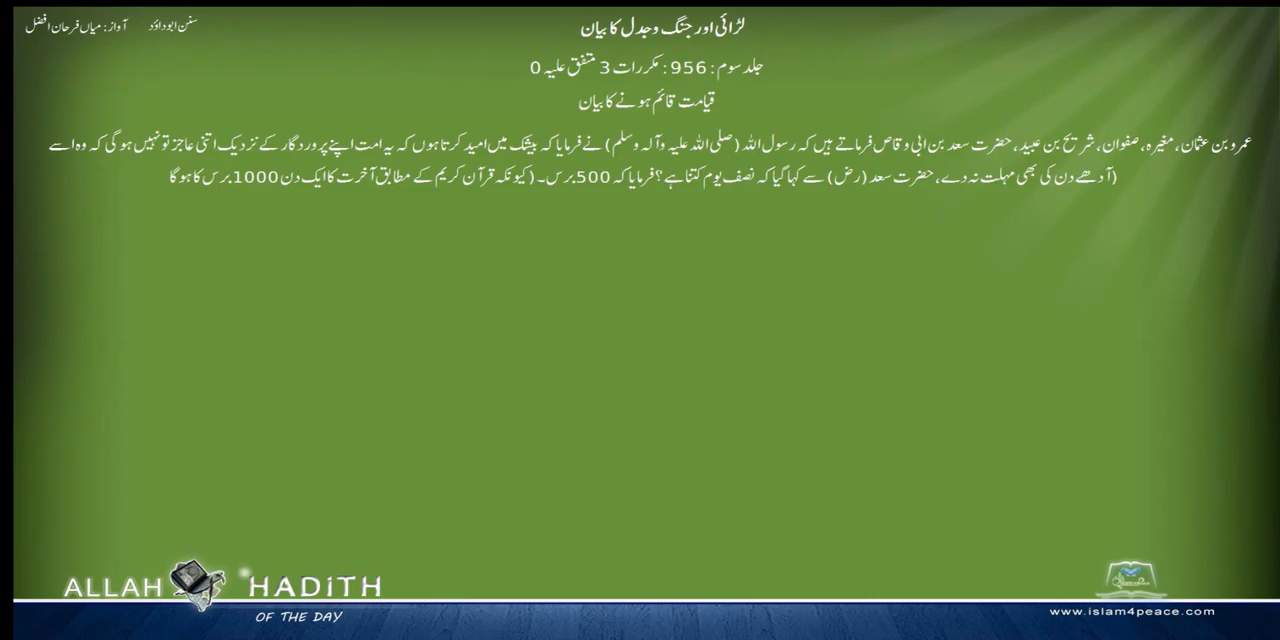 لڑائی اور جنگ وجدل کا بیان
سنن ابوداؤد آواز: میاں فرحان افضل
جلد سوم: 956: مکررات 3 متفق علیہ 0
قیامت قائم ہونے کا بیان
عمرو بن عثمان، مغیرہ، صفوان، شریح بن عبید، حضرت سعد بن ابی وقاص فرماتے ہیں کہ رسول اللہ (صلی اللہ علیہ وآلہ وسلم) نے فرمایا کہ بیشک میں امید کرتا ہوں کہ یہ امت اپنے پروردگار کے نزدیک اتنی عاجز تو نہیں ہوگی کہ وہ اسے
(آدھے دن کی بھی مہلت نہ دے، حضرت سعد (رض) سے کہا گیا کہ نصف یوم کتنا ہے؟ فرمایا کہ 500 برس۔ (کیونکہ قرآن کریم کے مطابق آخرت کا ایک دن 1000 برس کا ہوگا
ALLAH HADITH
OF THE DAY
www.islam4peace.com